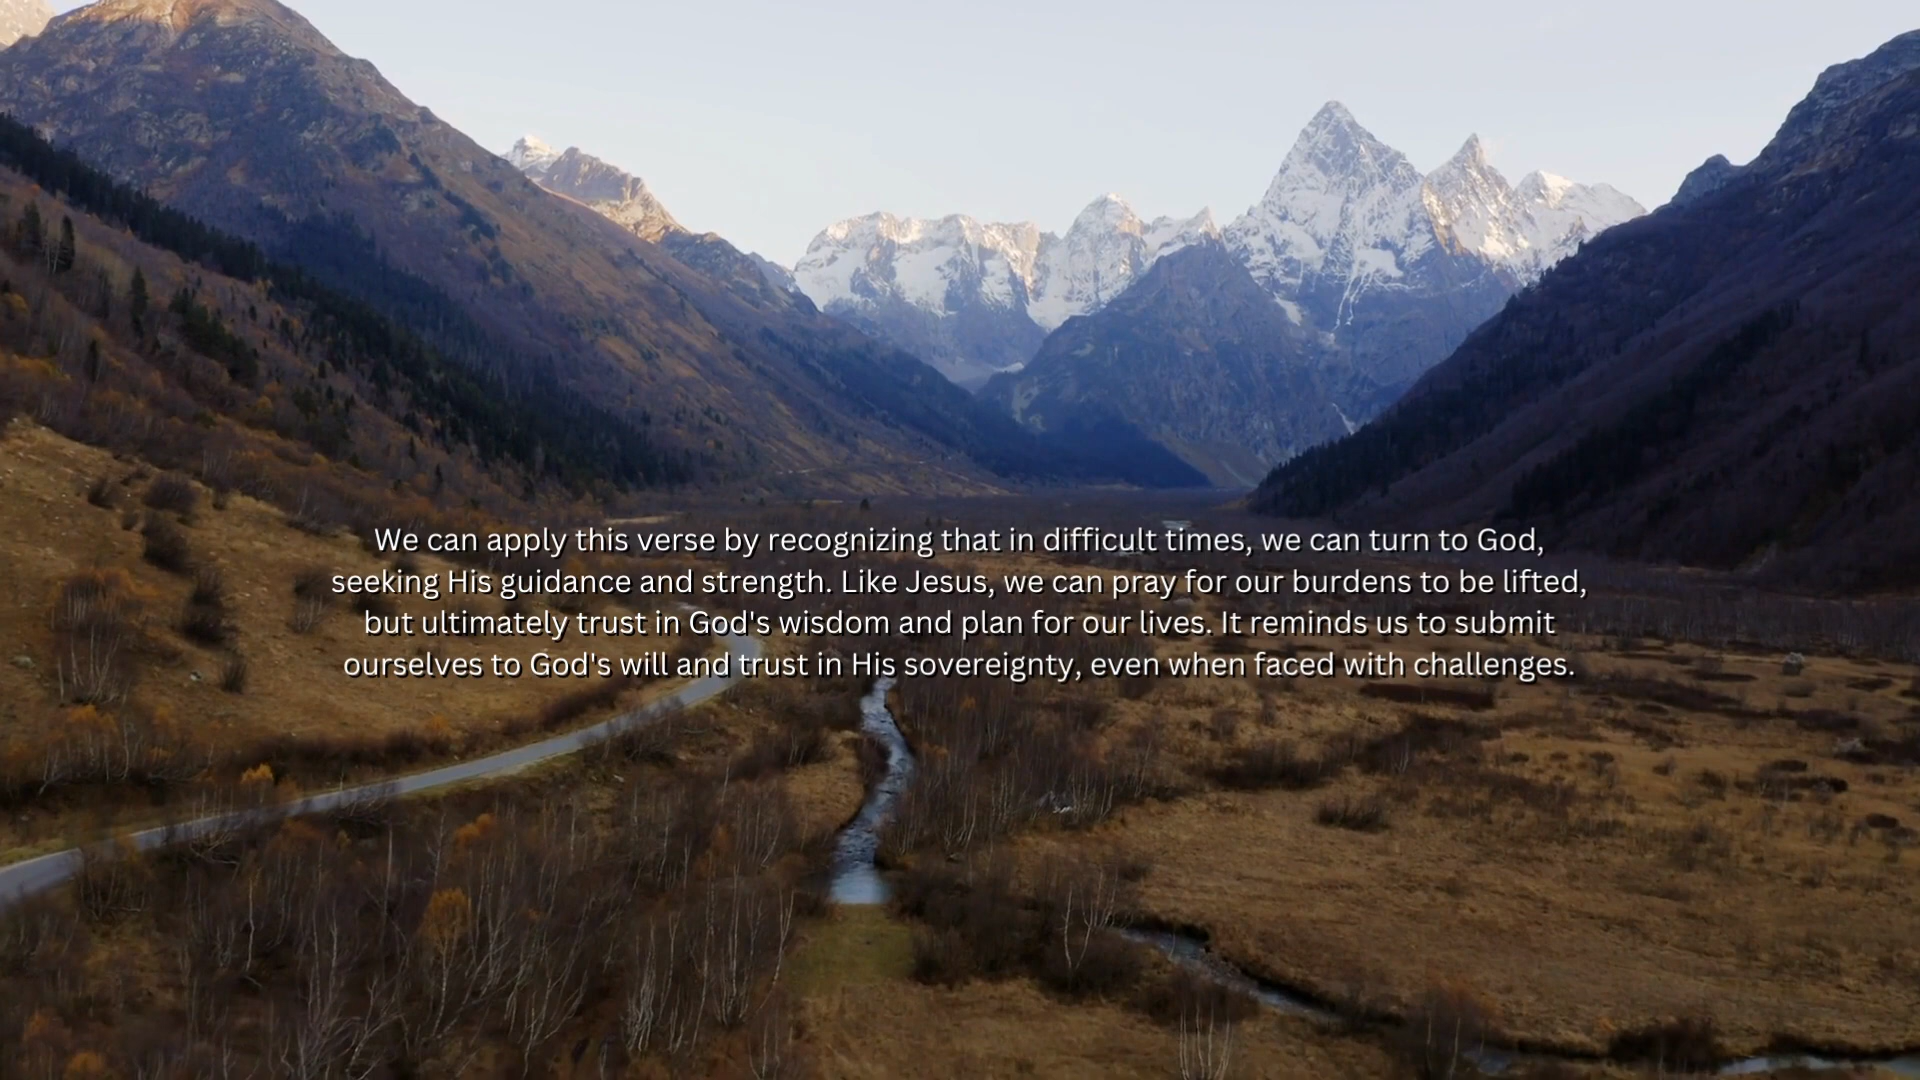 We can apply this verse by recognizing that in difficult times, we can turn to God,
seeking His guidance and strength. Like Jesus, we can pray for our burdens to be lifted,
but ultimately trust in God's wisdom and plan for our lives. It reminds us to submit
ourselves to God's will and trust in His sovereignty, even when faced with challenges.